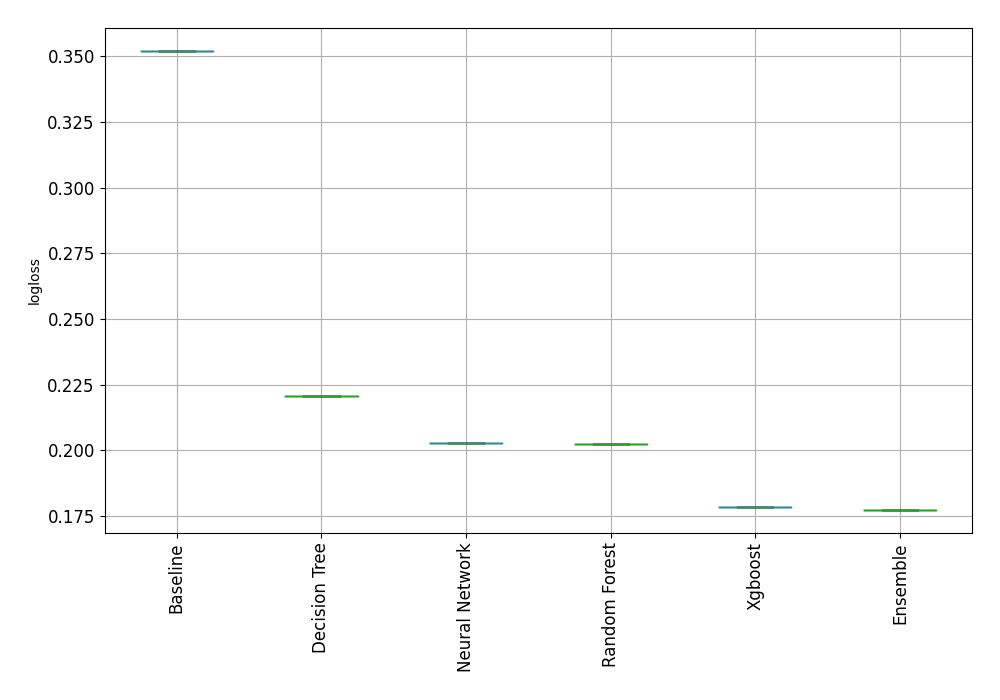 0.350
0.325
0.300
0.275
0.250
0.225
0.200
0.175
logloss
Baseline
Decision Tree
Neural Network
Random Forest
Xgboost
Ensemble